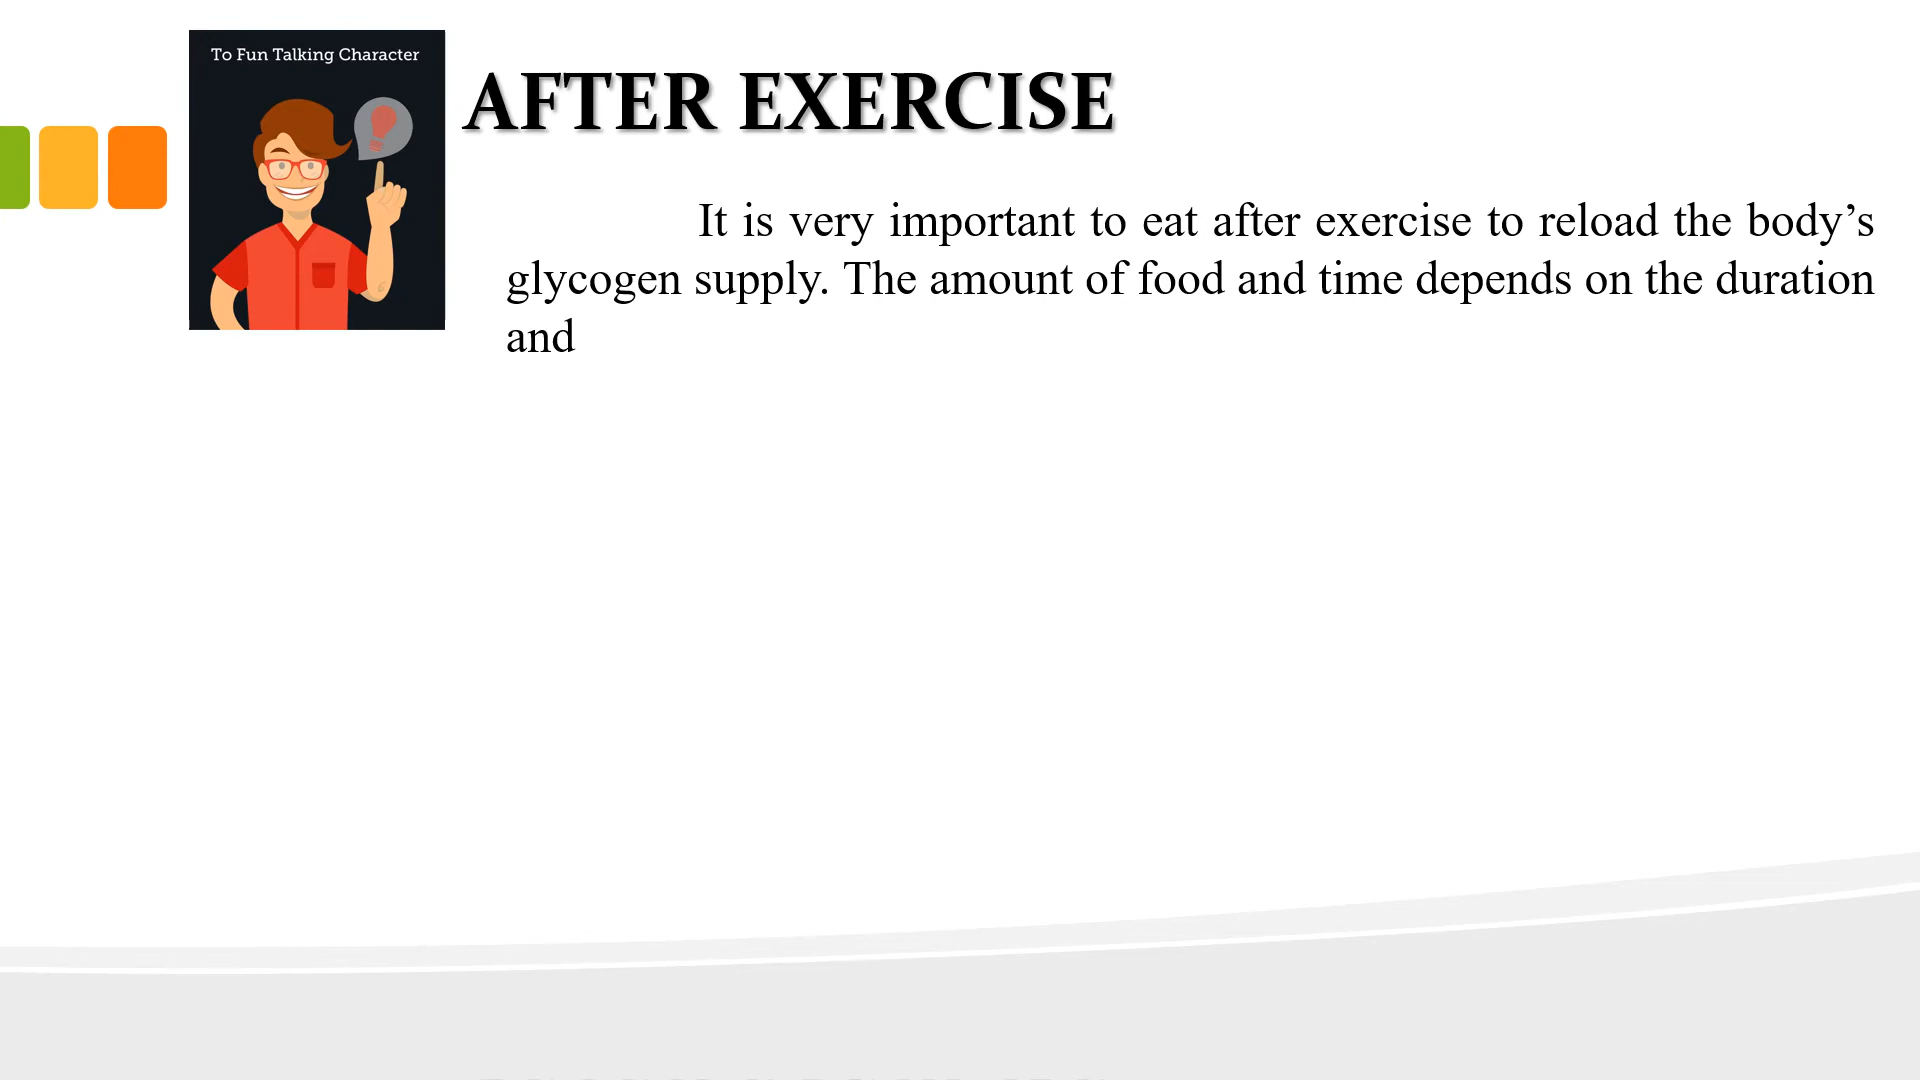 To Fun Talking Character
AFTER EXERCISE
It is very important to eat after exercise to reload the body’s
glycogen supply. The amount of food and time depends on the duration
and